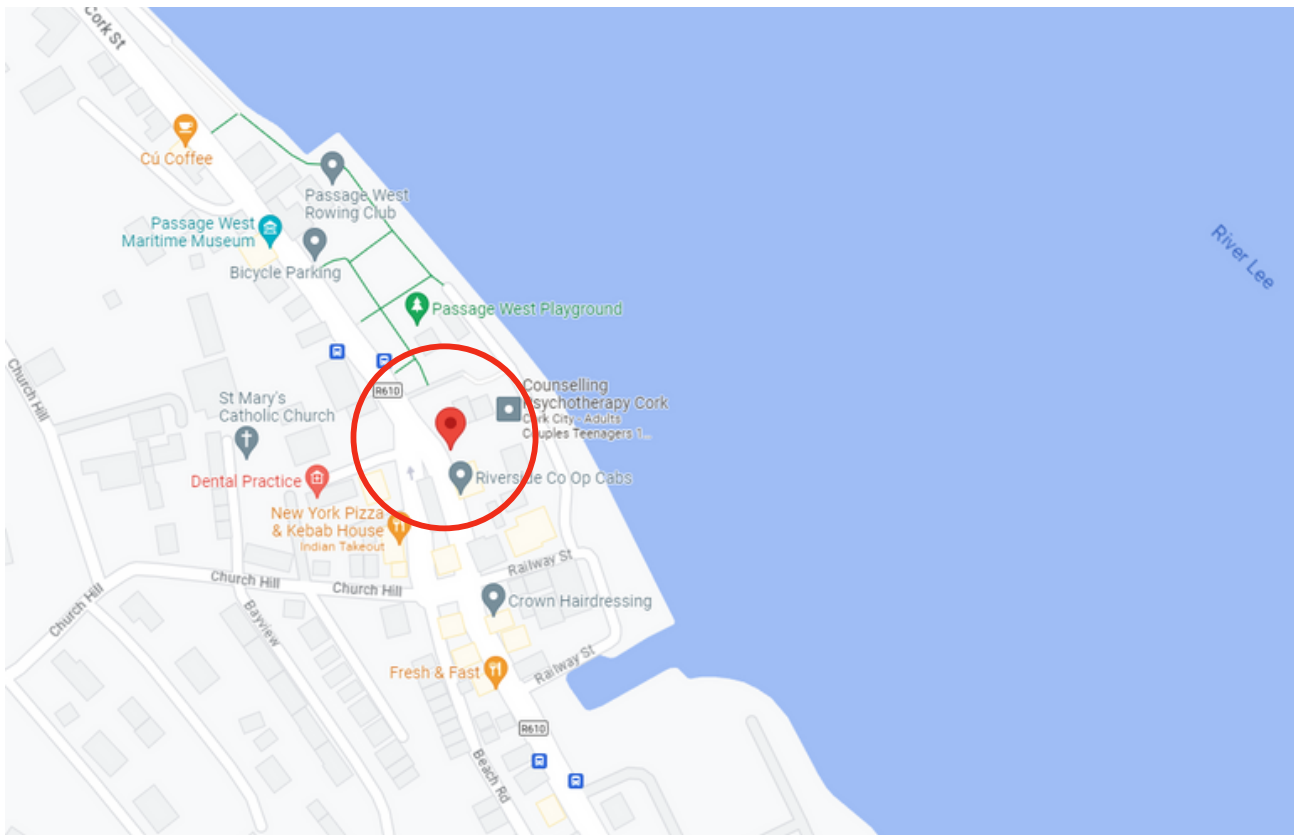 Cork St
Cú Coffee
Passage West
Rowing Club
Passage West
Maritime Museum
Bicycle Parking
River Lee
Passage West Playground
Church Hill
R610
St Mary's
Catholic Church
Counselling
Psychotherapy Cork
Cork City - Adults
Couples Teenagers 1...
Dental Practice
Riverside Co Op Cabs
New York Pizza
& Kebab House
Indian Takeout
Railway St
Church Hill
Church Hill
Church Hill
Bayview
Crown Hairdressing
Fresh & Fast
Railway St
R610
Beach Rd